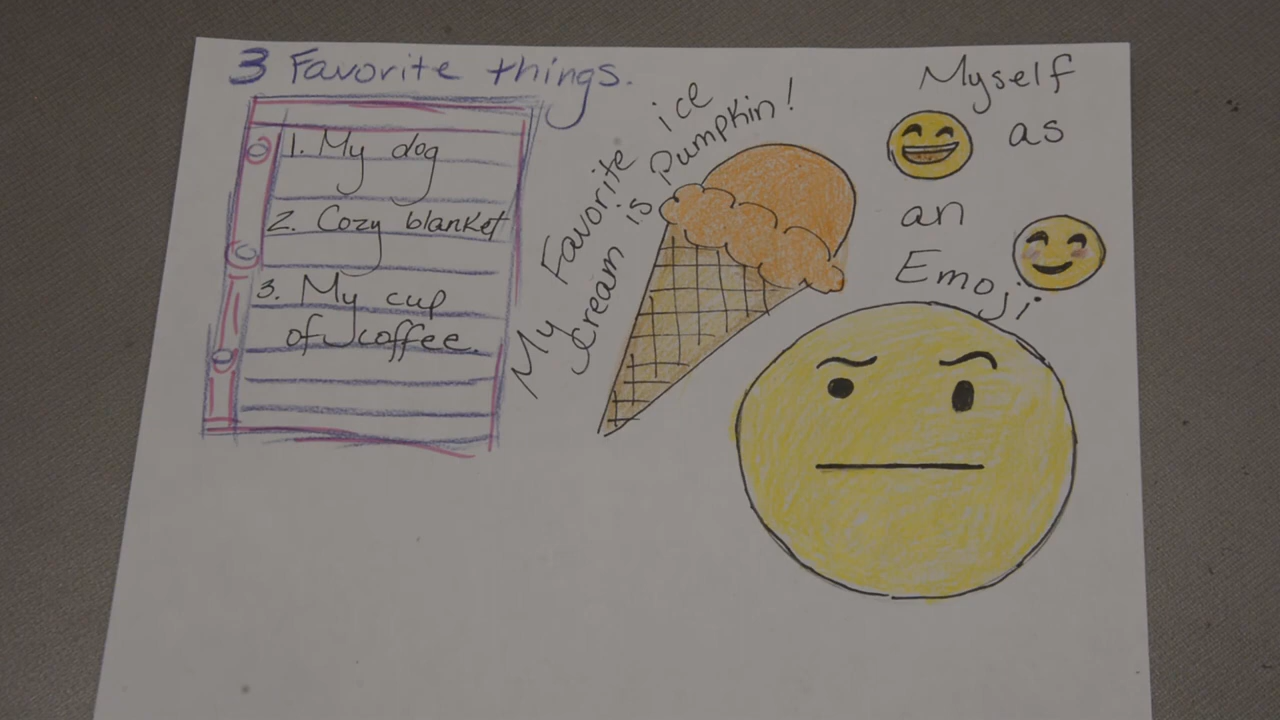 3 Favorite things.
1. My dog
2. Cozy blanket
3. My cup
of coffee.
My Favorite ice
cream is Pumpkin!
Myself
as
an
Emoji